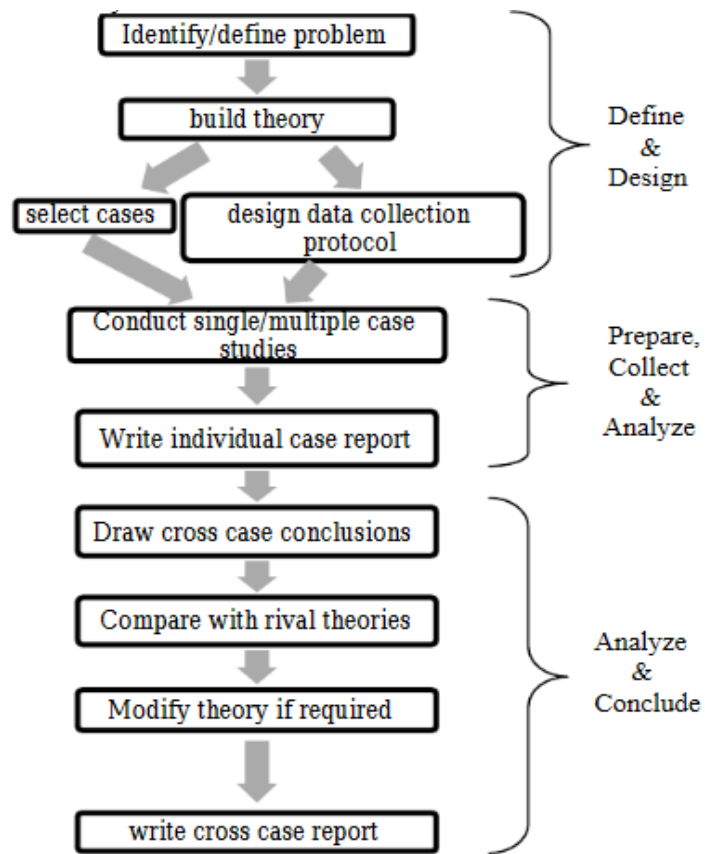 Identify/define problem
build theory
select cases
design data collection
protocol
Define
&
Design
Conduct single/multiple case
studies
Write individual case report
Prepare,
Collect
&
Analyze
Draw cross case conclusions
Compare with rival theories
Modify theory if required
write cross case report
Analyze
&
Conclude